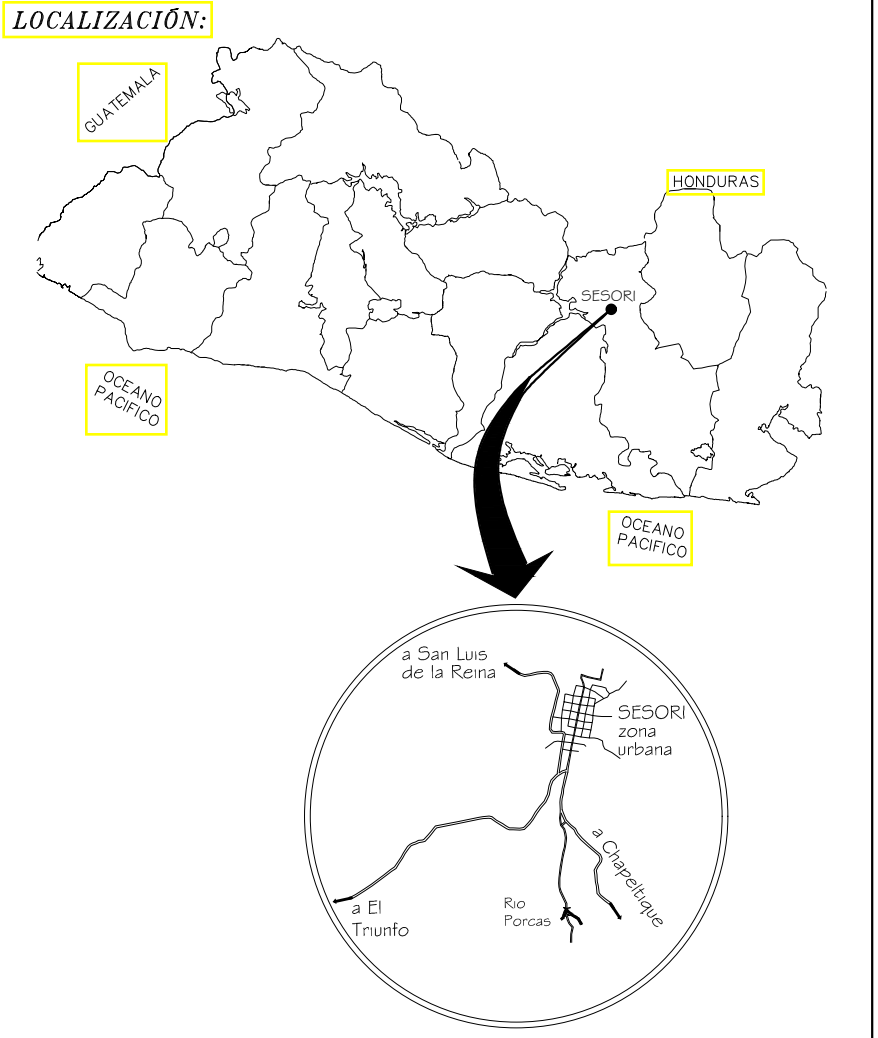 LOCALIZACIÓN:
GUATEMALA
HONDURAS
SESORI
OCEANO
PACIFICO
OCEANO
PACIFICO
a San Luis
de la Reina
SESORI
zona
urbana
a Chapeltique
a El
Triunfo
Rio
Porcas